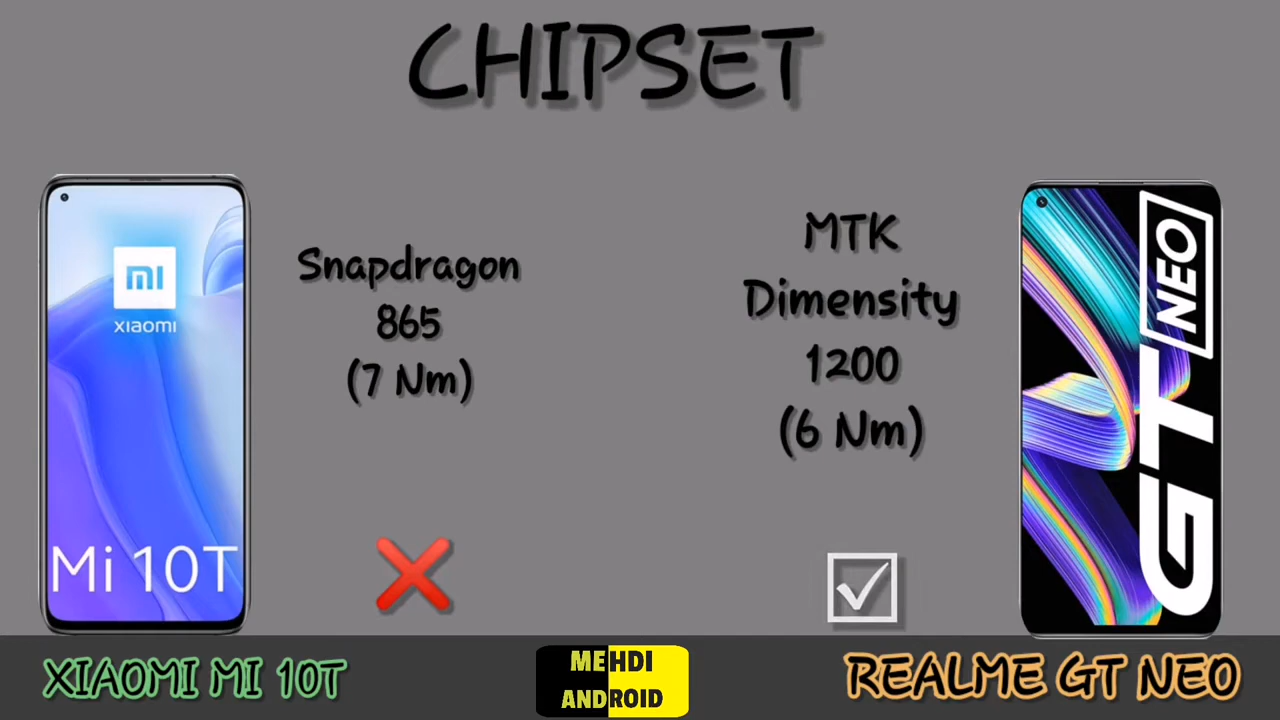 CHIPSET
mi
xiaomi
Mi 10T
Snapdragon
865
(7 Nm)
MTK
Dimensity
1200
(6 Nm)
GT NEO
XIAOMI MI 10T
MEHDI
ANDROID
REALME GT NEO